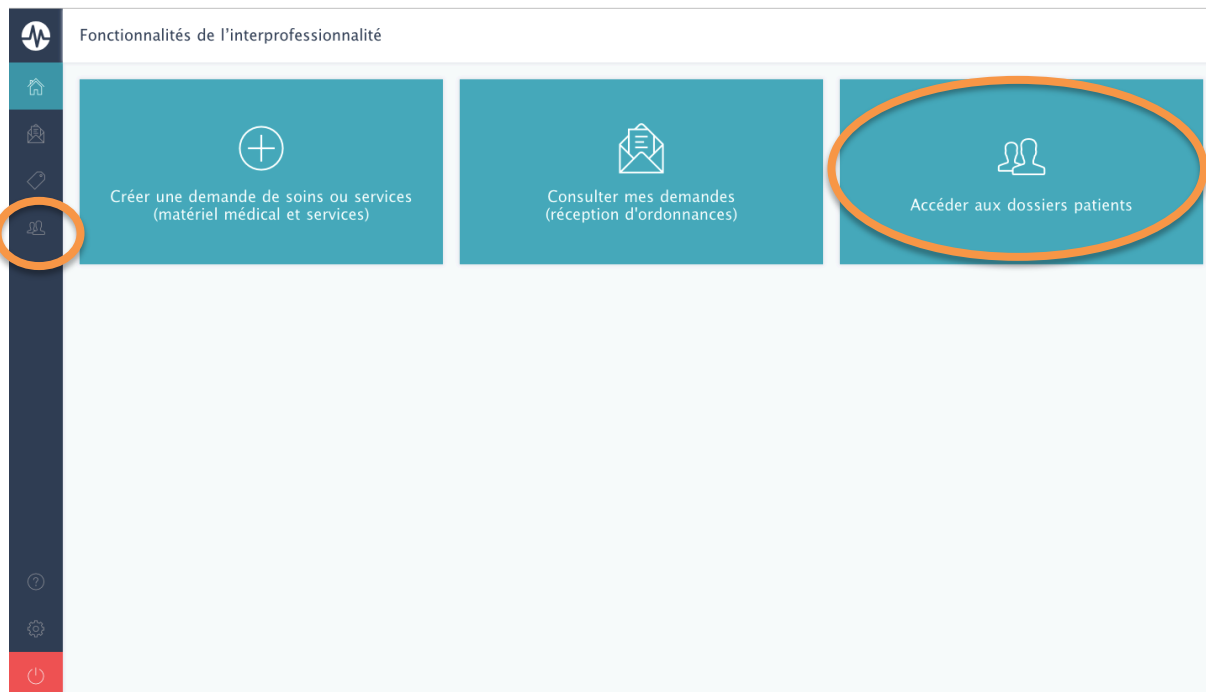 Fonctionnalités de l’interprofessionnalité
Créer une demande de soins ou services
(matériel médical et services)
Consulter mes demandes
(réception d'ordonnances)
Accéder aux dossiers patients